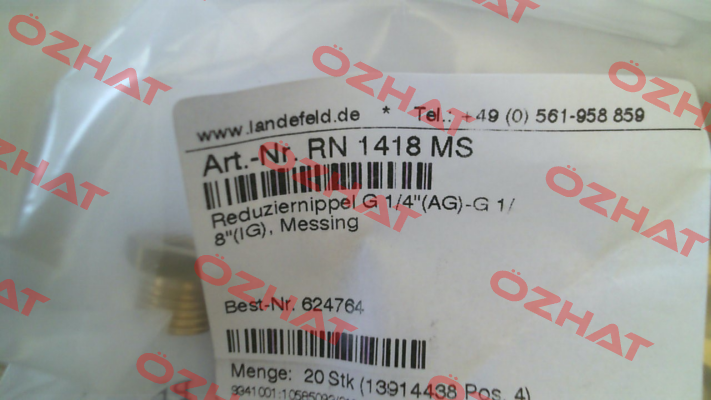 www.landefeld.de * Tel.: +49 (0) 561-958 859
Art.-Nr. RN 1418 MS
Reduziernippel G 1/4"(AG)-G 1/
8"(IG), Messing
Best-Nr. 624764
Menge: 20 Stk (13914438 Pos. 4)
ÖZHAT
ÖZHAT
ÖZHAT
ÖZHAT
ÖZHAT
ÖZHAT
ÖZHAT
ÖZHAT